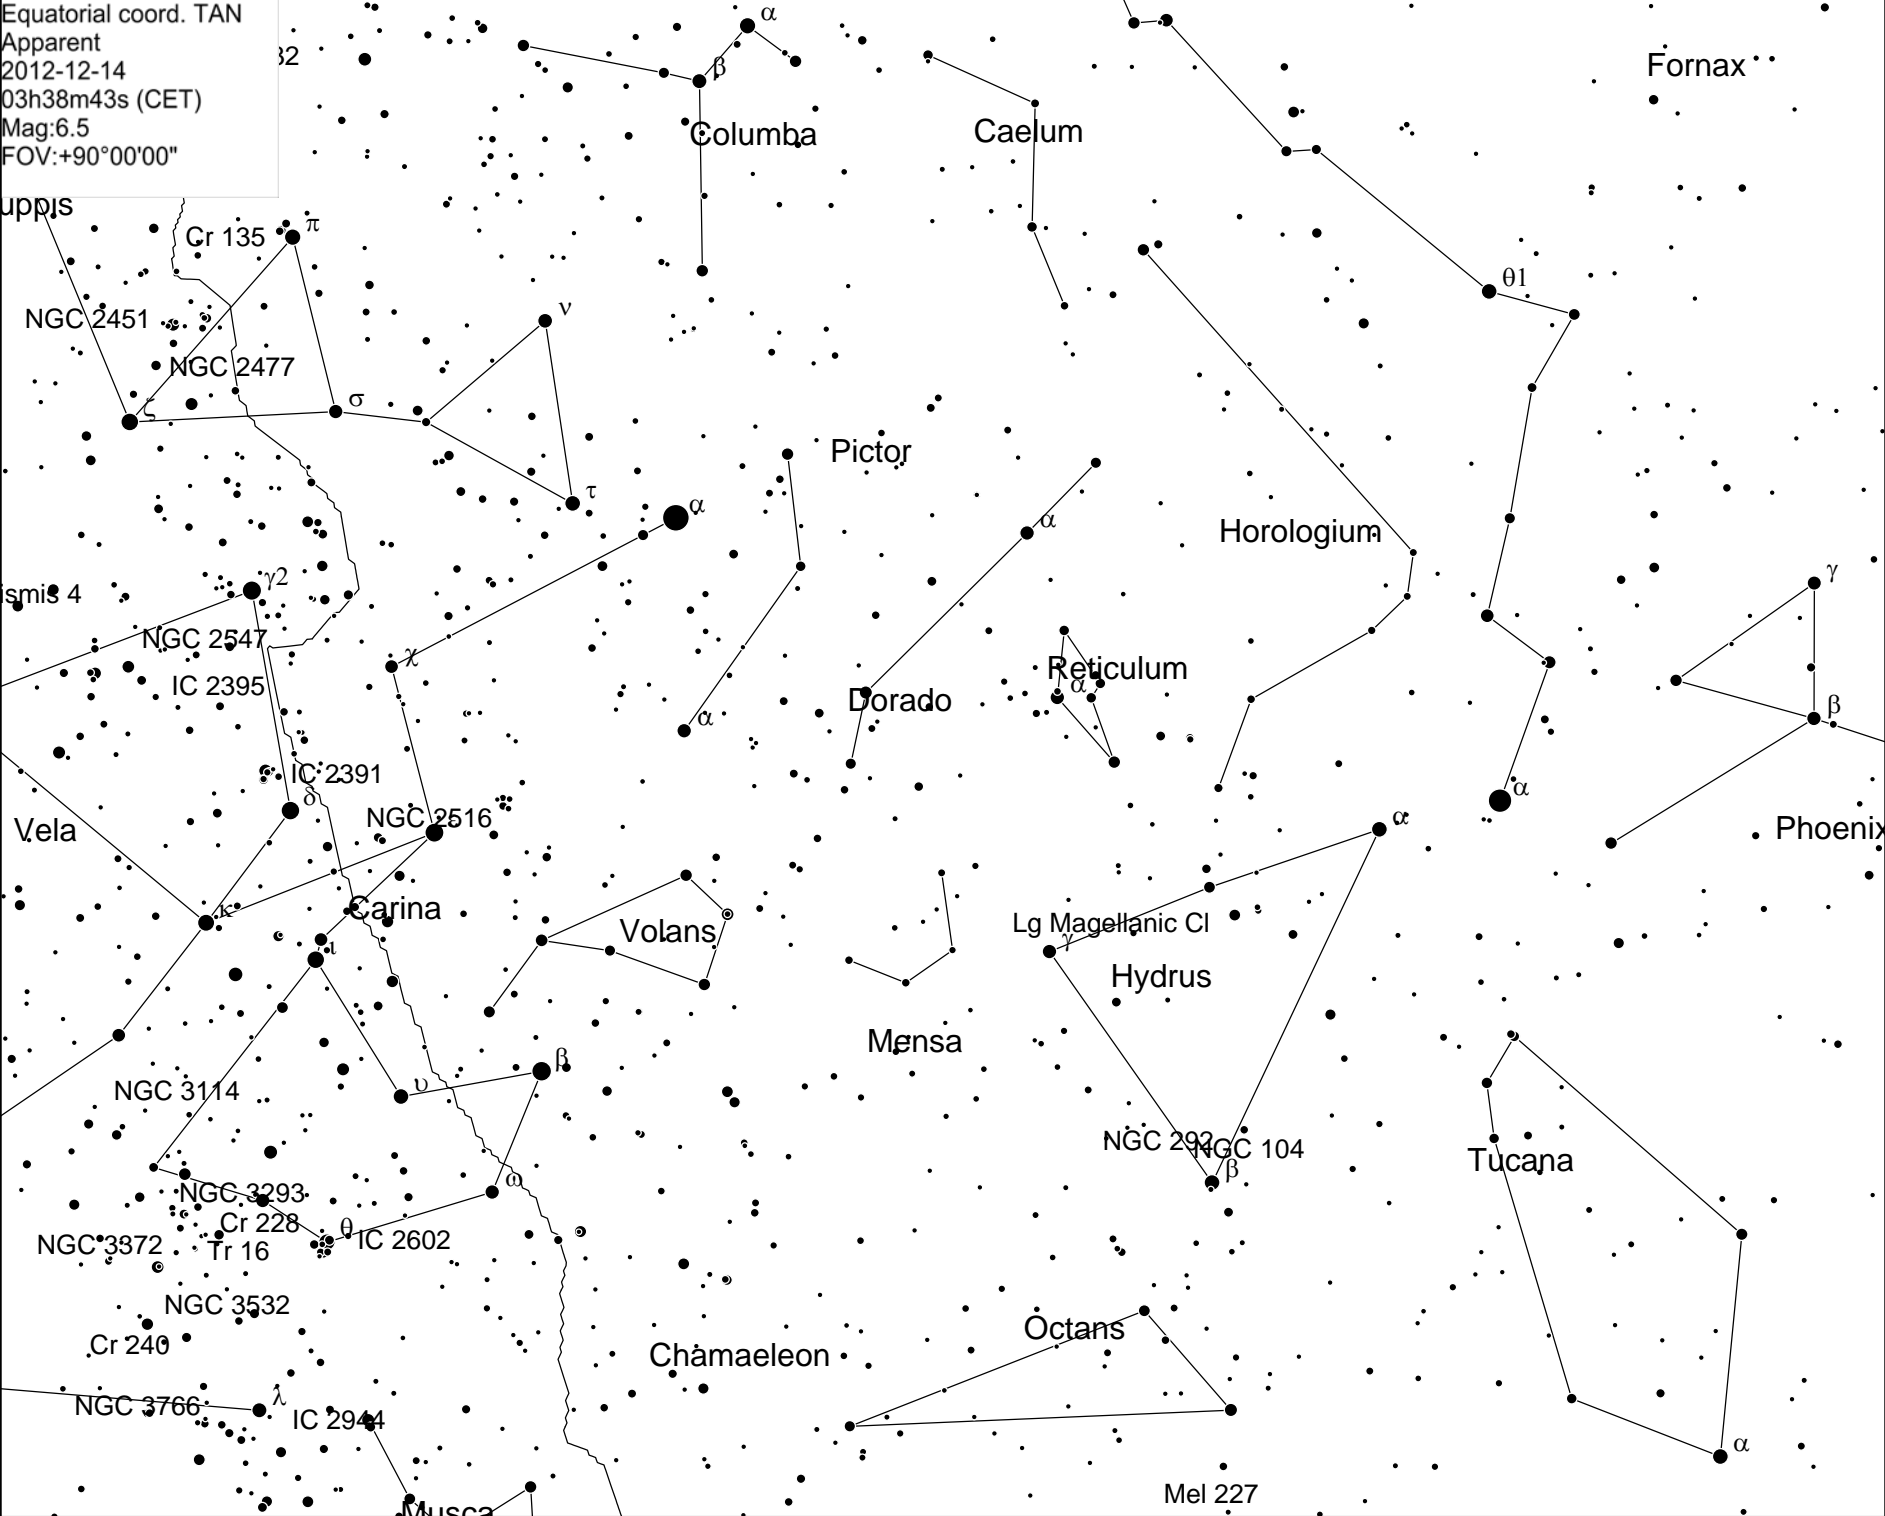 Equatorial coord. TAN
Apparent
2012-12-14
03h38m43s (CET)
Mag:6.5
FOV:+90°00'00"
α
β
Columba
Caelum
Fornax
uppis
Cr 135
π
θ1
NGC 2451
ν
NGC 2477
ζ
σ
Pictor
τ
α
α
Horologium
γ2
ismis 4
γ
NGC 2547
χ
Reticulum
IC 2395
α
Dorado
α
β
IC 2391
δ
α
NGC 2516
ε
Vela
α
Phoenix
κ
Carina
Volans
Lg Magellanic Cl
γ
ι
Hydrus
Mensa
β
υ
NGC 3114
NGC 292
NGC 104
Tucana
β
ω
NGC 3293
Cr 228
θ
IC 2602
NGC 3372
Tr 16
NGC 3532
Octans
Cr 240
Chamaeleon
λ
NGC 3766
IC 2944
α
Mel 227
Musca